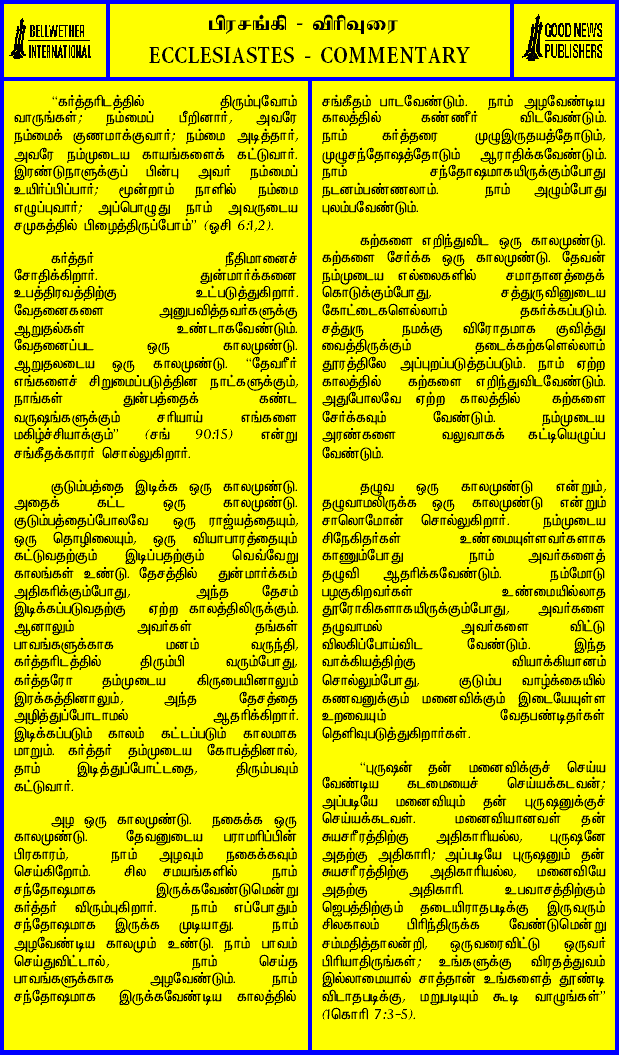 BELLWETHER
INTERNATIONAL
பிரசங்கி - விரிவுரை
ECCLESIASTES - COMMENTARY
GOOD NEWS
PUBLISHERS
“கர்த்தரிடத்தில் திரும்புவோம்
வாருங்கள்; நம்மைப் பீறினார், அவரே
நம்மைக் குணமாக்குவார்; நம்மை அடித்தார்,
அவரே நம்முடைய காயங்களைக் கட்டுவார்.
இரண்டுநாளுக்குப் பின்பு அவர் நம்மைப்
உயிர்ப்பிப்பார்; மூன்றாம் நாளில் நம்மை
எழுப்புவார்; அப்பொழுது நாம் அவருடைய
சமுகத்தில் பிழைத்திருப்போம்” (ஓசி 6:1,2).
கர்த்தர் நீதிமானைச்
சோதிக்கிறார். துன்மார்க்கனை
உபத்திரவத்திற்கு உட்படுத்துகிறார்.
வேதனைகளை அனுபவித்தவர்களுக்கு
ஆறுதல்கள் உண்டாகவேண்டும்.
வேதனைப்பட ஒரு காலமுண்டு.
ஆறுதலடைய ஒரு காலமுண்டு. “தேவரீர்
எங்களைச் சிறுமைப்படுத்தின நாட்களுக்கும்,
நாங்கள் துன்பத்தைக் கண்ட
வருஷங்களுக்கும் சரியாய் எங்களை
மகிழ்ச்சியாக்கும்” (சங் 90:15) என்று
சங்கீதக்காரர் சொல்லுகிறார்.
குடும்பத்தை இடிக்க ஒரு காலமுண்டு.
அதைக் கட்ட ஒரு காலமுண்டு.
குடும்பத்தைப்போலவே ஒரு ராஜ்யத்தையும்,
ஒரு தொழிலையும், ஒரு வியாபாரத்தையும்
கட்டுவதற்கும் இடிப்பதற்கும் வெவ்வேறு
காலங்கள் உண்டு. தேசத்தில் துன்மார்க்கம்
அதிகரிக்கும்போது, அந்த தேசம்
இடிக்கப்படுவதற்கு ஏற்ற காலத்திலிருக்கும்.
ஆனாலும் அவர்கள் தங்கள்
பாவங்களுக்காக மனம் வருந்தி,
கர்த்தரிடத்தில் திரும்பி வரும்போது,
கர்த்தரோ தம்முடைய கிருபையினாலும்
இரக்கத்தினாலும், அந்த தேசத்தை
அழித்துப்போடாமல் ஆதரிக்கிறார்.
இடிக்கப்படும் காலம் கட்டப்படும் காலமாக
மாறும். கர்த்தர் தம்முடைய கோபத்தினால்,
தாம் இடித்துப்போட்டதை, திரும்பவும்
கட்டுவார்.
அழ ஒரு காலமுண்டு. நகைக்க ஒரு
காலமுண்டு. தேவனுடைய பராமரிப்பின்
பிரகாரம், நாம் அழவும் நகைக்கவும்
செய்கிறோம். சில சமயங்களில் நாம்
சந்தோஷமாக இருக்கவேண்டுமென்று
கர்த்தர் விரும்புகிறார். நாம் எப்போதும்
சந்தோஷமாக இருக்க முடியாது. நாம்
அழவேண்டிய காலமும் உண்டு. நாம் பாவம்
செய்துவிட்டால், நாம் செய்த
பாவங்களுக்காக அழவேண்டும். நாம்
சந்தோஷமாக இருக்கவேண்டிய காலத்தில்
சங்கீதம் பாடவேண்டும். நாம் அழவேண்டிய
காலத்தில் கண்ணீர் விடவேண்டும்.
நாம் கர்த்தரை முழுஇருதயத்தோடும்,
முழுசந்தோஷத்தோடும் ஆராதிக்கவேண்டும்.
நாம் சந்தோஷமாகயிருக்கும்போது
நடனம்பண்ணலாம். நாம் அழும்போது
புலம்பவேண்டும்.
கற்களை எறிந்துவிட ஒரு காலமுண்டு.
கற்களை சேர்க்க ஒரு காலமுண்டு. தேவன்
நம்முடைய எல்லைகளில் சமாதானத்தைக்
கொடுக்கும்போது, சத்துருவினுடைய
கோட்டைகளெல்லாம் தகர்க்கப்படும்.
சத்துரு நமக்கு விரோதமாக குவித்து
வைத்திருக்கும் தடைக்கற்களெல்லாம்
தூரத்திலே அப்புறப்படுத்தப்படும். நாம் ஏற்ற
காலத்தில் கற்களை எறிந்துவிடவேண்டும்.
அதுபோலவே ஏற்ற காலத்தில் கற்களை
சேர்க்கவும் வேண்டும். நம்முடைய
அரண்களை வலுவாகக் கட்டியெழுப்ப
வேண்டும்.
தழுவ ஒரு காலமுண்டு என்றும்,
தழுவாமலிருக்க ஒரு காலமுண்டு என்றும்
சாலொமோன் சொல்லுகிறார். நம்முடைய
சிநேகிதர்கள் உண்மையுள்ளவர்களாக
காணும்போது நாம் அவர்களைத்
தழுவி ஆதரிக்கவேண்டும். நம்மோடு
பழகுகிறவர்கள் உண்மையில்லாத
தூரோகிகளாகயிருக்கும்போது, அவர்களை
தழுவாமல் அவர்களை விட்டு
விலகிப்போய்விட வேண்டும். இந்த
வாக்கியத்திற்கு வியாக்கியானம்
சொல்லும்போது, குடும்ப வாழ்க்கையில்
கணவனுக்கும் மனைவிக்கும் இடையேயுள்ள
உறவையும் வேதபண்டிதர்கள்
தெளிவுபடுத்துகிறார்கள்.
“புருஷன் தன் மனைவிக்குச் செய்ய
வேண்டிய கடமையைச் செய்யக்கடவன்;
அப்படியே மனைவியும் தன் புருஷனுக்குச்
செய்யக்கடவள். மனைவியானவள் தன்
சுயசரீரத்திற்கு அதிகாரியல்ல, புருஷனே
அதற்கு அதிகாரி; அப்படியே புருஷனும் தன்
சுயசரீரத்திற்கு அதிகாரியல்ல, மனைவியே
அதற்கு அதிகாரி. உபவாசத்திற்கும்
ஜெபத்திற்கும் தடையிராதபடிக்கு இருவரும்
சிலகாலம் பிரிந்திருக்க வேண்டுமென்று
சம்மதித்தாலன்றி, ஒருவரைவிட்டு ஒருவர்
பிரியாதிருங்கள்; உங்களுக்கு விரதத்துவம்
இல்லாமையால் சாத்தான் உங்களைத் தூண்டி
விடாதபடிக்கு, மறுபடியும் கூடி வாழுங்கள்”
(1கொரி 7:3-5).